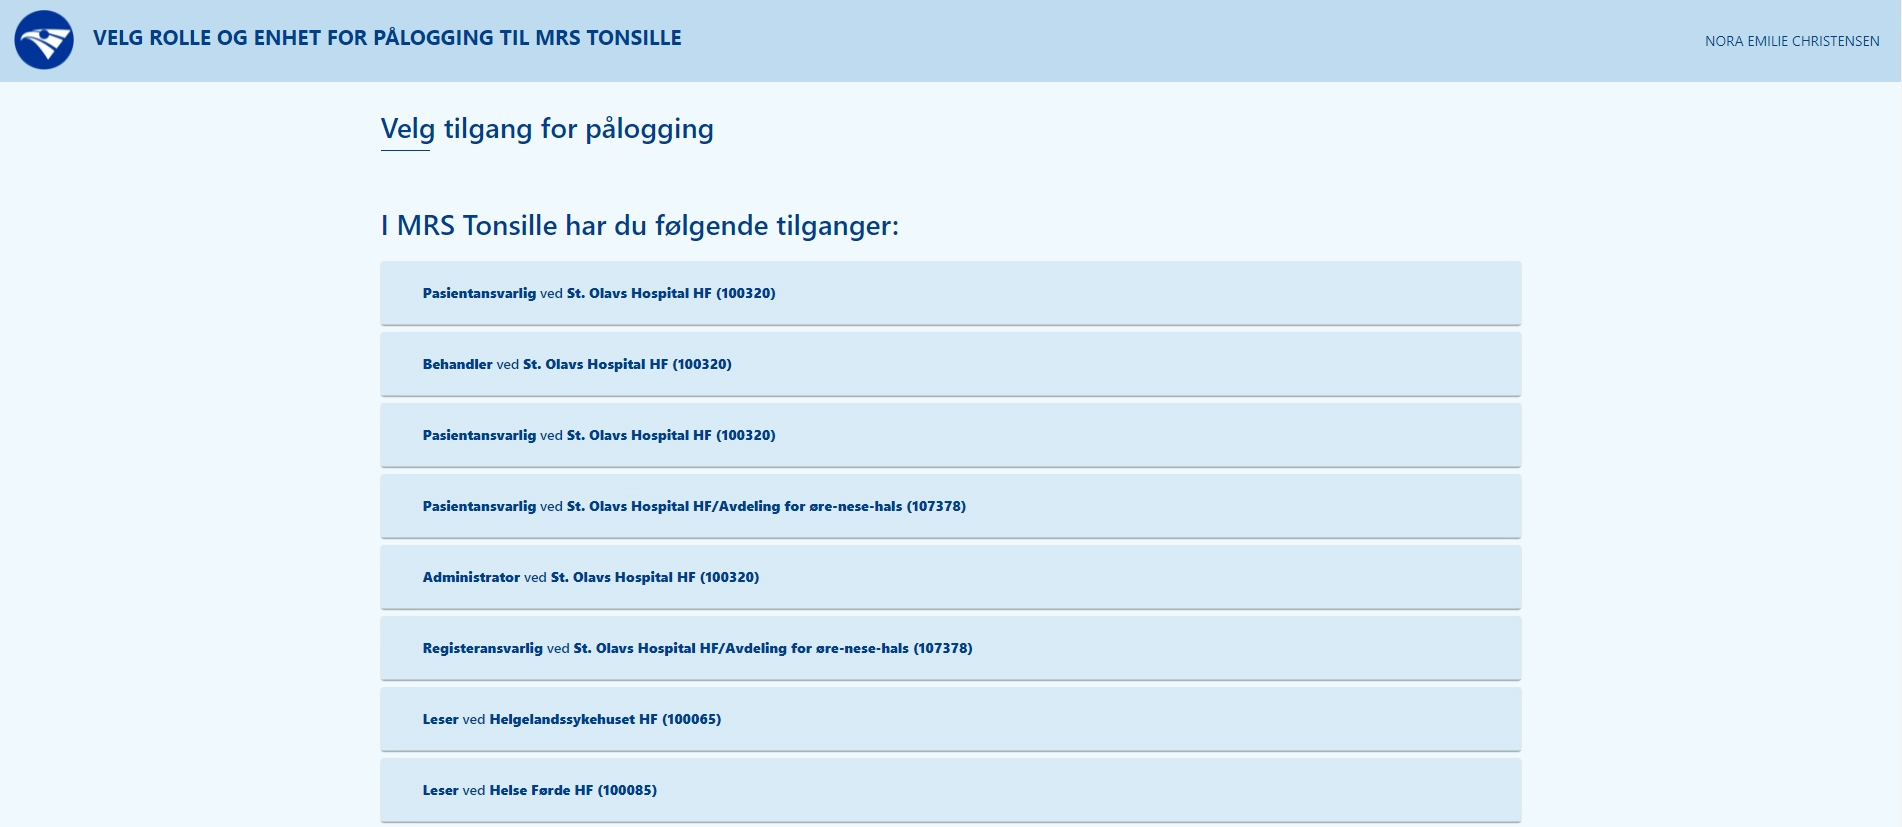 VELG ROLLE OG ENHET FOR PÅLOGGING TIL MRS TONSILLE
NORA EMILIE CHRISTENSEN
Velg tilgang for pålogging
I MRS Tonsille har du følgende tilganger:
Pasientansvarlig ved St. Olavs Hospital HF (100320)
Behandler ved St. Olavs Hospital HF (100320)
Pasientansvarlig ved St. Olavs Hospital HF (100320)
Pasientansvarlig ved St. Olavs Hospital HF/Avdeling for øre-nese-hals (107378)
Administrator ved St. Olavs Hospital HF (100320)
Registeransvarlig ved St. Olavs Hospital HF/Avdeling for øre-nese-hals (107378)
Leser ved Helgelandssykehuset HF (100065)
Leser ved Helse Førde HF (100085)